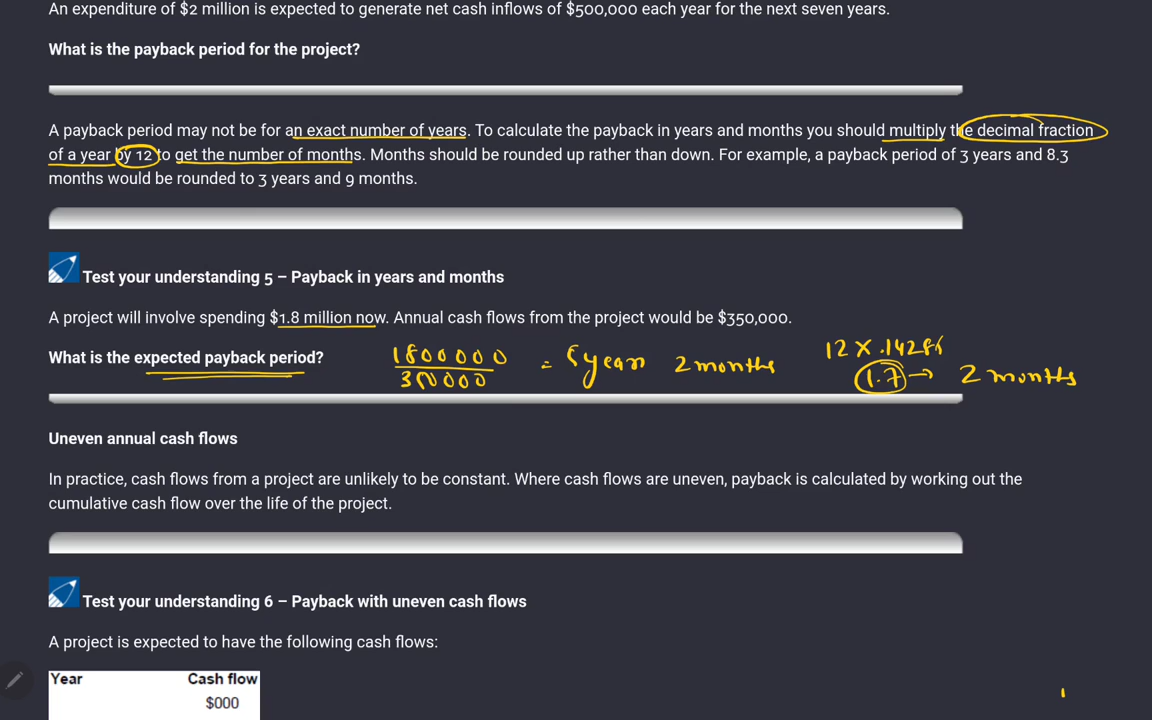 An expenditure of $2 million is expected to generate net cash inflows of $500,000 each year for the next seven years.
What is the payback period for the project?
A payback period may not be for an exact number of years. To calculate the payback in years and months you should multiply the decimal fraction
of a year by 12 to get the number of months. Months should be rounded up rather than down. For example, a payback period of 3 years and 8.3
months would be rounded to 3 years and 9 months.
Test your understanding 5 – Payback in years and months
A project will involve spending $1.8 million now. Annual cash flows from the project would be $350,000.
What is the expected payback period?
1800000
350000
= 5 years 2 months
12 × .14286
1.7 → 2 months
Uneven annual cash flows
In practice, cash flows from a project are unlikely to be constant. Where cash flows are uneven, payback is calculated by working out the
cumulative cash flow over the life of the project.
Test your understanding 6 – Payback with uneven cash flows
A project is expected to have the following cash flows:
Year Cash flow
$000